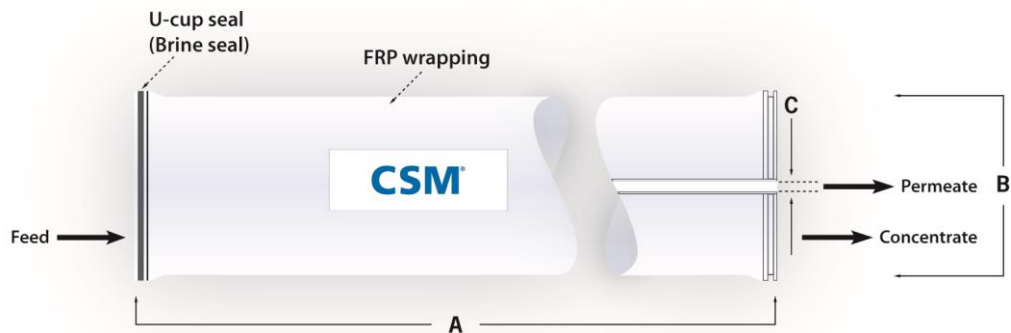 U-cup seal
(Brine seal)
FRP wrapping
C
CSM®
Permeate
B
Feed
Concentrate
A